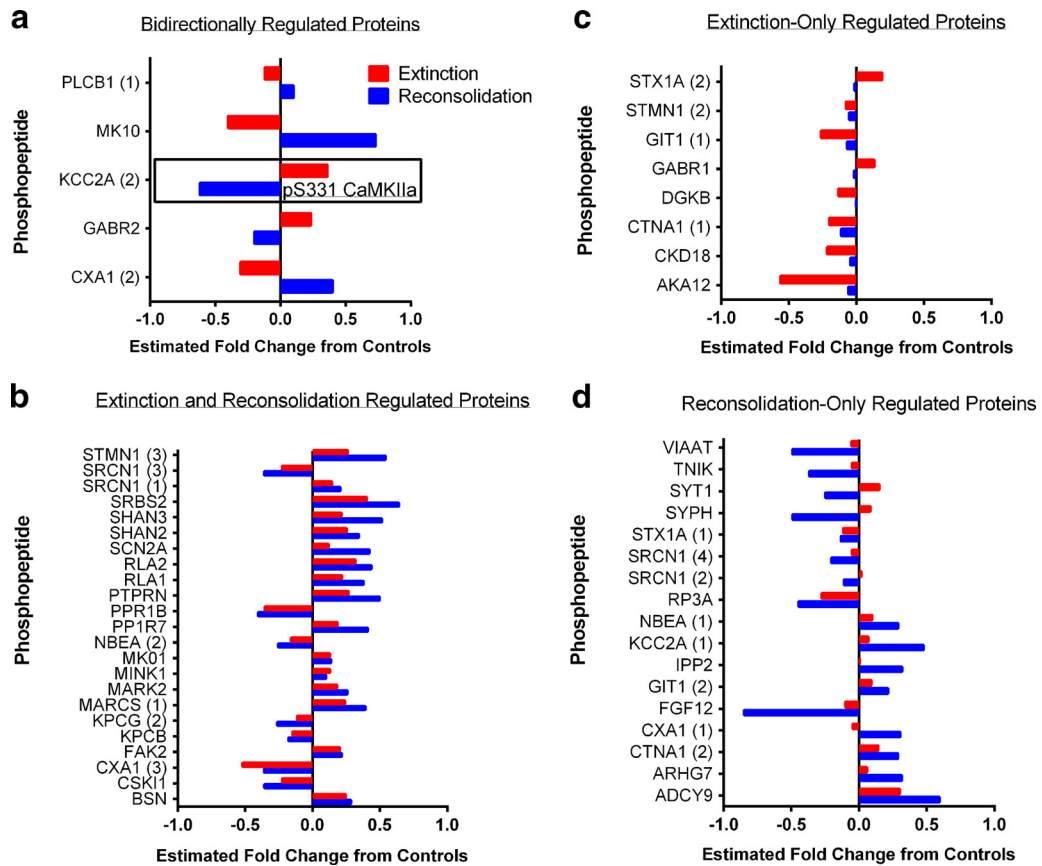 a
Bidirectionally Regulated Proteins
Extinction
Reconsolidation
Phosphopeptide
PLCB1 (1)
MK10
KCC2A (2)
pS331 CaMKIIa
GABR2
CXA1 (2)
-1.0 -0.5 0.0 0.5 1.0
Estimated Fold Change from Controls
b
Extinction and Reconsolidation Regulated Proteins
Phosphopeptide
STMN1 (3)
SRCN1 (3)
SRCN1 (1)
SRBS2
SHAN3
SHAN2
SCN2A
RLA2
RLA1
PTPRN
PPR1B
PP1R7
NBEA (2)
MK01
MINK1
MARK2
MARCS (1)
KPCG (2)
KPCB
FAK2
CXA1 (3)
CSKI1
BSN
-1.0 -0.5 0.0 0.5 1.0
Estimated Fold Change from Controls
c
Extinction-Only Regulated Proteins
Phosphopeptide
STX1A (2)
STMN1 (2)
GIT1 (1)
GABR1
DGKB
CTNA1 (1)
CKD18
AKA12
-1.0 -0.5 0.0 0.5 1.0
Estimated Fold Change from Controls
d
Reconsolidation-Only Regulated Proteins
Phosphopeptide
VIAAT
TNIK
SYT1
SYPH
STX1A (1)
SRCN1 (4)
SRCN1 (2)
RP3A
NBEA (1)
KCC2A (1)
IPP2
GIT1 (2)
FGF12
CXA1 (1)
CTNA1 (2)
ARHG7
ADCY9
-1.0 -0.5 0.0 0.5 1.0
Estimated Fold Change from Controls